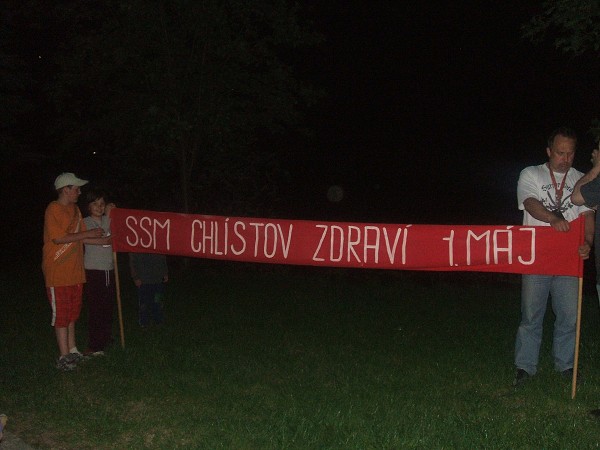 SSM CHLÍSTOV ZDRAVÍ 1.MÁJ